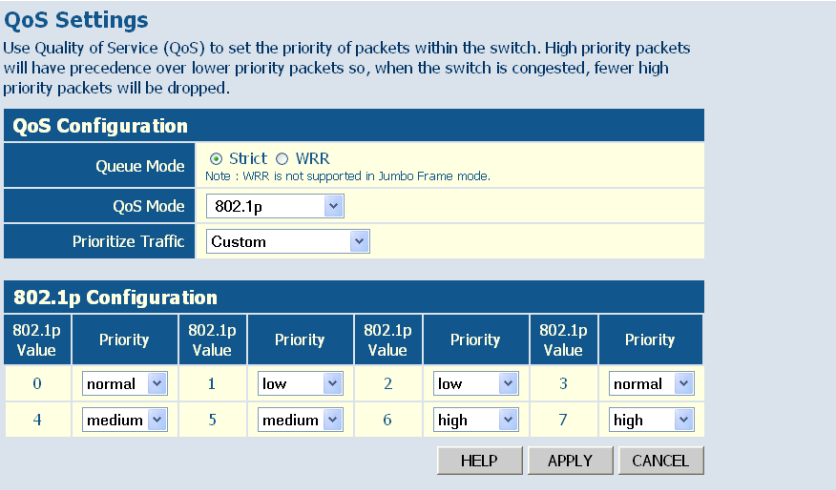 QoS Settings
Use Quality of Service (QoS) to set the priority of packets within the switch. High priority packets
will have precedence over lower priority packets so, when the switch is congested, fewer high
priority packets will be dropped.
QoS Configuration
Queue Mode Strict WRR
Note : WRR is not supported in Jumbo Frame mode.
QoS Mode 802.1p
Prioritize Traffic Custom
802.1p Configuration
802.1p Value Priority 802.1p Value Priority 802.1p Value Priority 802.1p Value Priority
0 normal 1 low 2 low 3 normal
4 medium 5 medium 6 high 7 high
HELP APPLY CANCEL